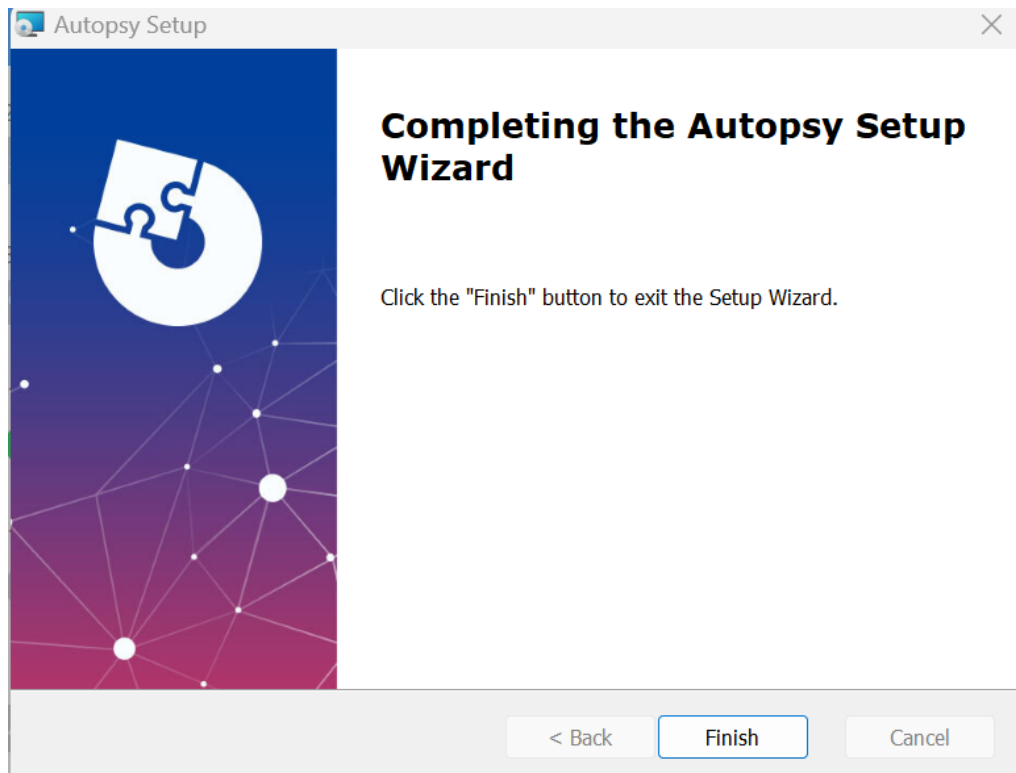 Autopsy Setup
Completing the Autopsy Setup
Wizard
Click the "Finish" button to exit the Setup Wizard.
< Back
Finish
Cancel